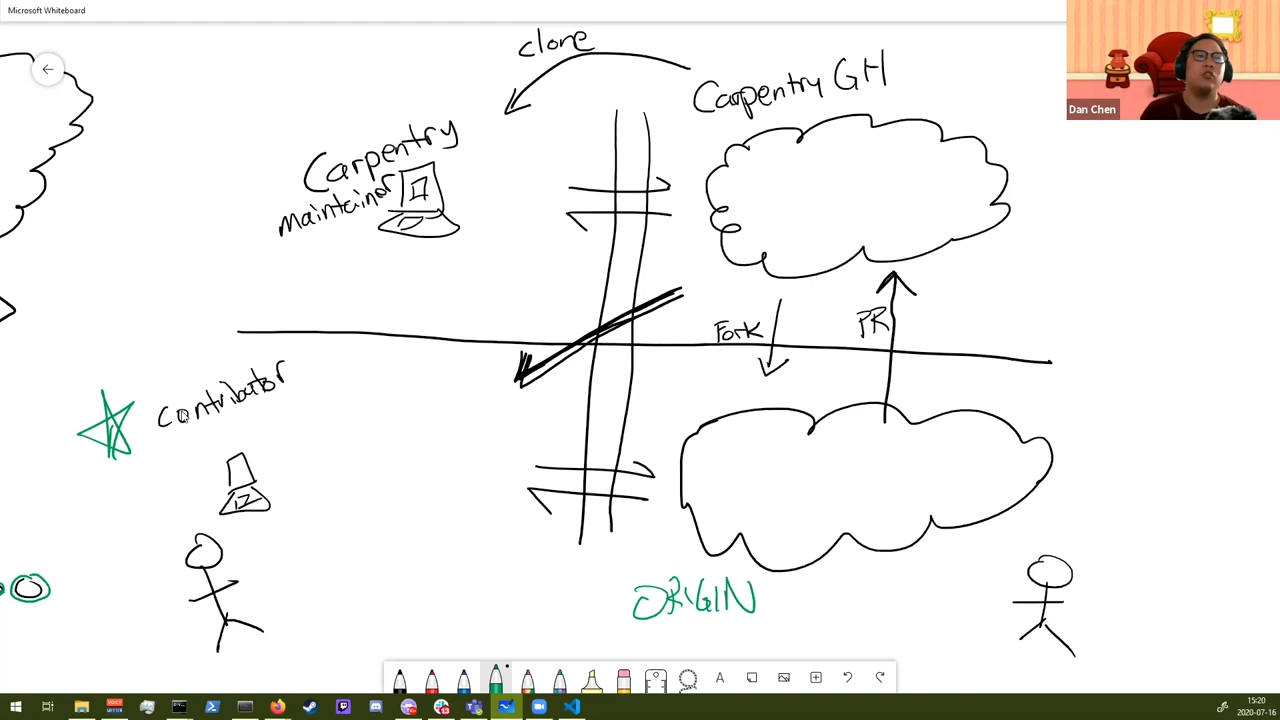 Microsoft Whiteboard
clone
Carpentry GH
Dan Chen
Carpentry
maintainer
Fork
PR
contributor
ORIGIN
15:20
2020-07-16